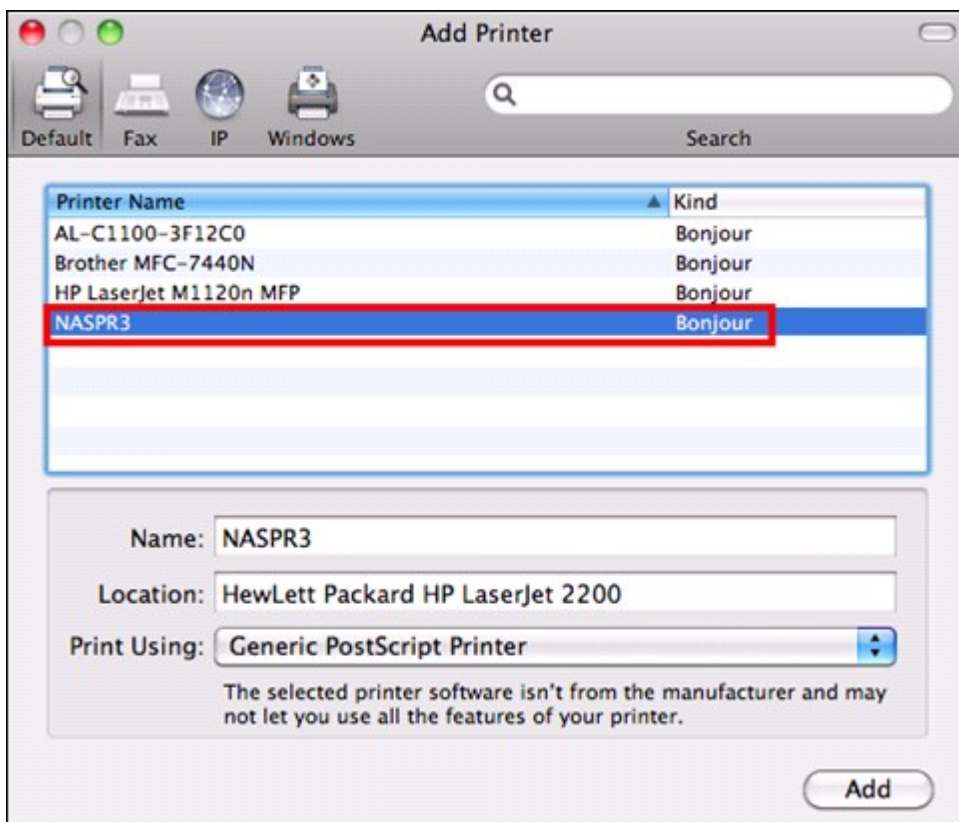 Add Printer
Default Fax IP Windows Search
Printer Name Kind
AL-C1100-3F12C0 Bonjour
Brother MFC-7440N Bonjour
HP LaserJet M1120n MFP Bonjour
NASPR3 Bonjour
Name: NASPR3
Location: HewLett Packard HP LaserJet 2200
Print Using: Generic PostScript Printer
The selected printer software isn't from the manufacturer and may
not let you use all the features of your printer.
Add